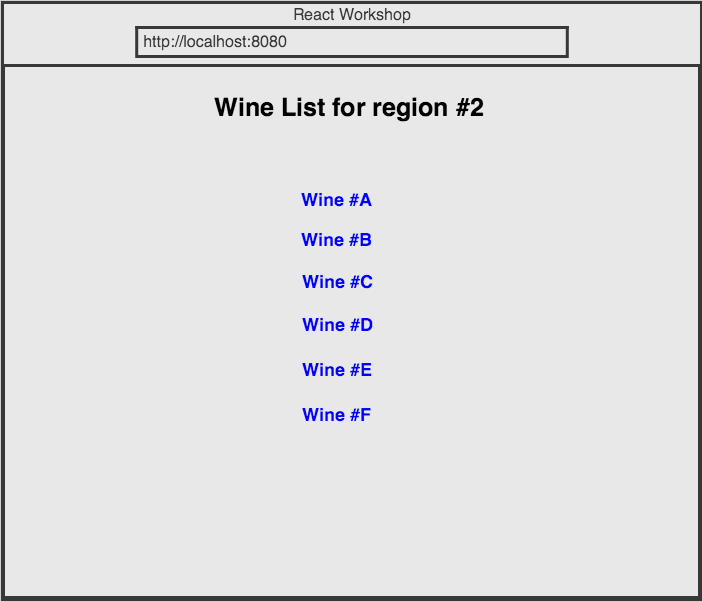 React Workshop
http://localhost:8080
Wine List for region #2
Wine #A
Wine #B
Wine #C
Wine #D
Wine #E
Wine #F